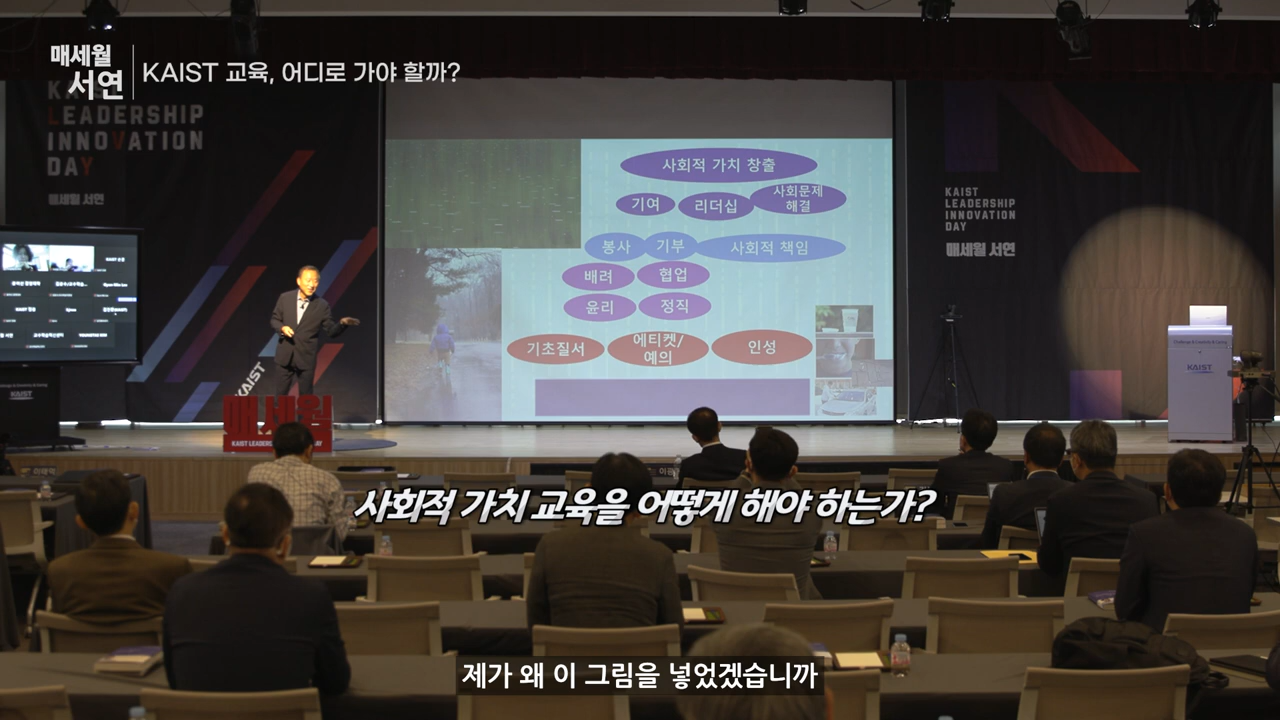 매세월
서연
KAIST 교육, 어디로 가야 할까?
LEADERSHIP
INNOVATION
DAY
매세월 서연
사회적 가치 창출
기여
리더십
사회문제
해결
봉사
기부
사회적 책임
배려
협업
윤리
정직
기초질서
에티켓/
예의
인성
KAIST
LEADERSHIP
INNOVATION
DAY
매세월 서연
KAIST
KAIST
매세월
KAIST
사회적 가치 교육을 어떻게 해야 하는가?
제가 왜 이 그림을 넣었겠습니까